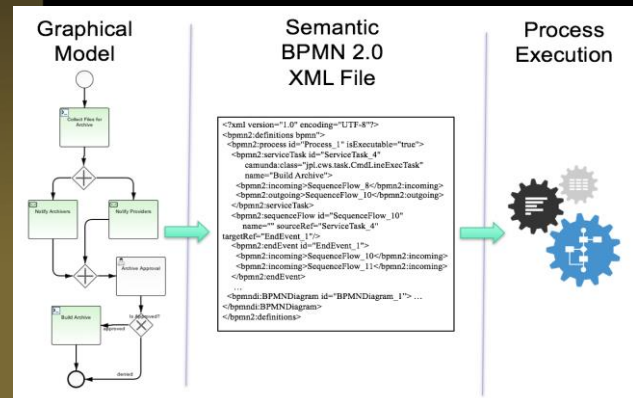 Graphical
Model
Semantic
BPMN 2.0
XML File
Process
Execution
Collect Files for
Archive
Notify Archivers
Notify Providers
Archive Approval
Is Approved?
Build Archive
approved
denied
<?xml version="1.0" encoding="UTF-8"?>
<bpmn2:definitions bpmn">
<bpmn2:process id="Process_1" isExecutable="true">
<bpmn2:serviceTask id="ServiceTask_4"
camunda:class="jpl.cws.task.CmdLineExecTask"
name="Build Archive">
<bpmn2:incoming>SequenceFlow_8</bpmn2:incoming>
<bpmn2:outgoing>SequenceFlow_10</bpmn2:outgoing>
</bpmn2:serviceTask>
<bpmn2:sequenceFlow id="SequenceFlow_10"
name="" sourceRef="ServiceTask_4"
targetRef="EndEvent_1"/>
<bpmn2:endEvent id="EndEvent_1">
<bpmn2:incoming>SequenceFlow_10</bpmn2:incoming>
<bpmn2:incoming>SequenceFlow_11</bpmn2:incoming>
</bpmn2:endEvent>
...
<bpmndi:BPMNDiagram id="BPMNDiagram_1"> ...
</bpmndi:BPMNDiagram>
</bpmn2:definitions>